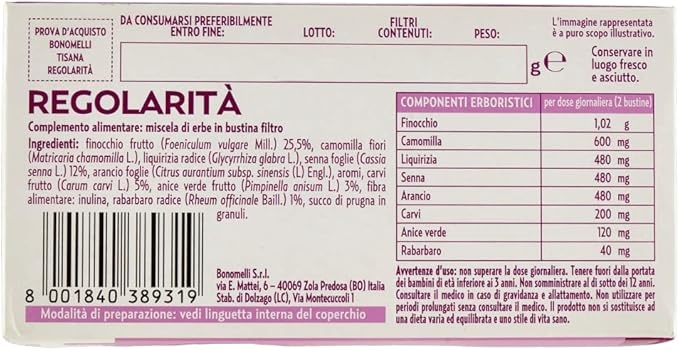 PROVA D'ACQUISTO
BONOMELLI
TISANA
REGOLARITÀ
DA CONSUMARSI PREFERIBILMENTE
ENTRO FINE:
LOTTO:
FILTRI
CONTENUTI:
PESO:
g e
L'immagine rappresentata
è a puro scopo illustrativo.
Conservare in
luogo fresco
e asciutto.
REGOLARITÀ
Complemento alimentare: miscela di erbe in bustina filtro
Ingredienti: finocchio frutto (Foeniculum vulgare Mill.) 25,5%, camomilla fiori
(Matricaria chamomilla L.), liquirizia radice (Glycyrrhiza glabra L.), senna foglie (Cassia
senna L.) 12%, arancio foglie (Citrus aurantium subsp. sinensis (L) Engl.), aromi, carvi
frutto (Carum carvi L.) 5%, anice verde frutto (Pimpinella anisum L.) 3%, fibra
alimentare: inulina, rabarbaro radice (Rheum officinale Baill.) 1%, succo di prugna in
granuli.
8 001840 389319
Bonomelli S.r.l.
via E. Mattei, 6 – 40069 Zola Predosa (BO) Italia
Stab. di Dolzago (LC), Via Montecuccoli 1
Modalità di preparazione: vedi linguetta interna del coperchio
COMPONENTI ERBORISTICI per dose giornaliera (2 bustine)
Finocchio 1,02 g
Camomilla 600 mg
Liquirizia 480 mg
Senna 480 mg
Arancio 480 mg
Carvi 200 mg
Anice verde 120 mg
Rabarbaro 40 mg
Avvertenze d'uso: non superare la dose giornaliera. Tenere fuori dalla portata
dei bambini di età inferiore ai 3 anni. Non somministrare al di sotto dei 12 anni.
Consultare il medico in caso di gravidanza e allattamento. Non utilizzare per
periodi prolungati senza consultare il medico. Il prodotto non si sostituisce ad
una dieta varia ed equilibrata e uno stile di vita sano.